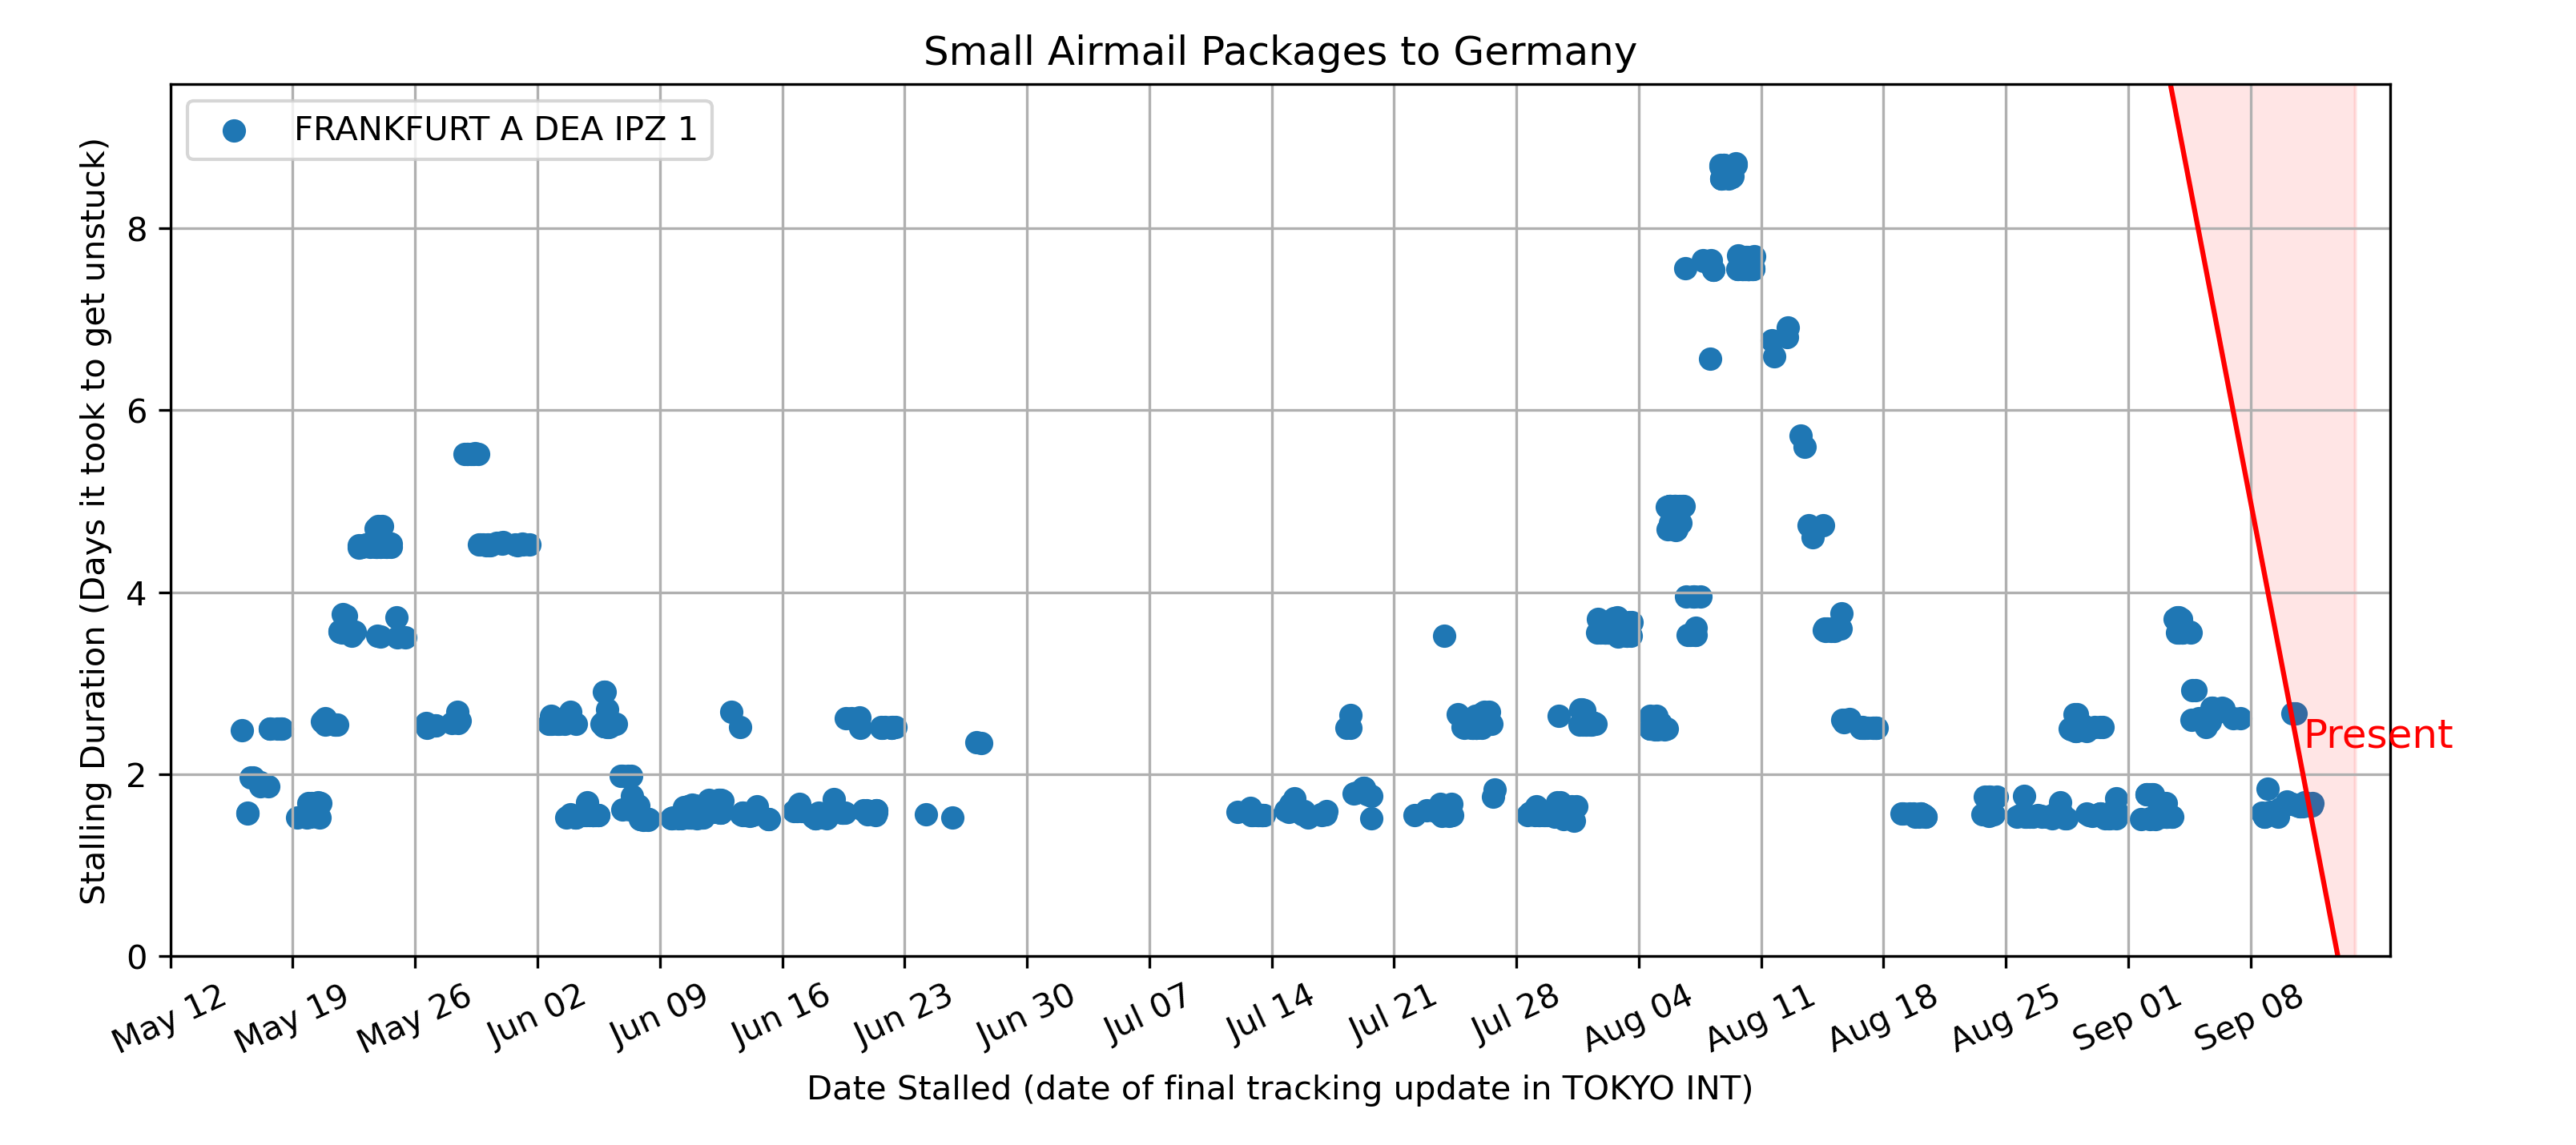 Small Airmail Packages to Germany
FRANKFURT A DEA IPZ 1
Stalling Duration (Days it took to get unstuck)
8
6
4
2
0
Present
May 12 May 19 May 26 Jun 02 Jun 09 Jun 16 Jun 23 Jun 30 Jul 07 Jul 14 Jul 21 Jul 28 Aug 04 Aug 11 Aug 18 Aug 25 Sep 01 Sep 08
Date Stalled (date of final tracking update in TOKYO INT)